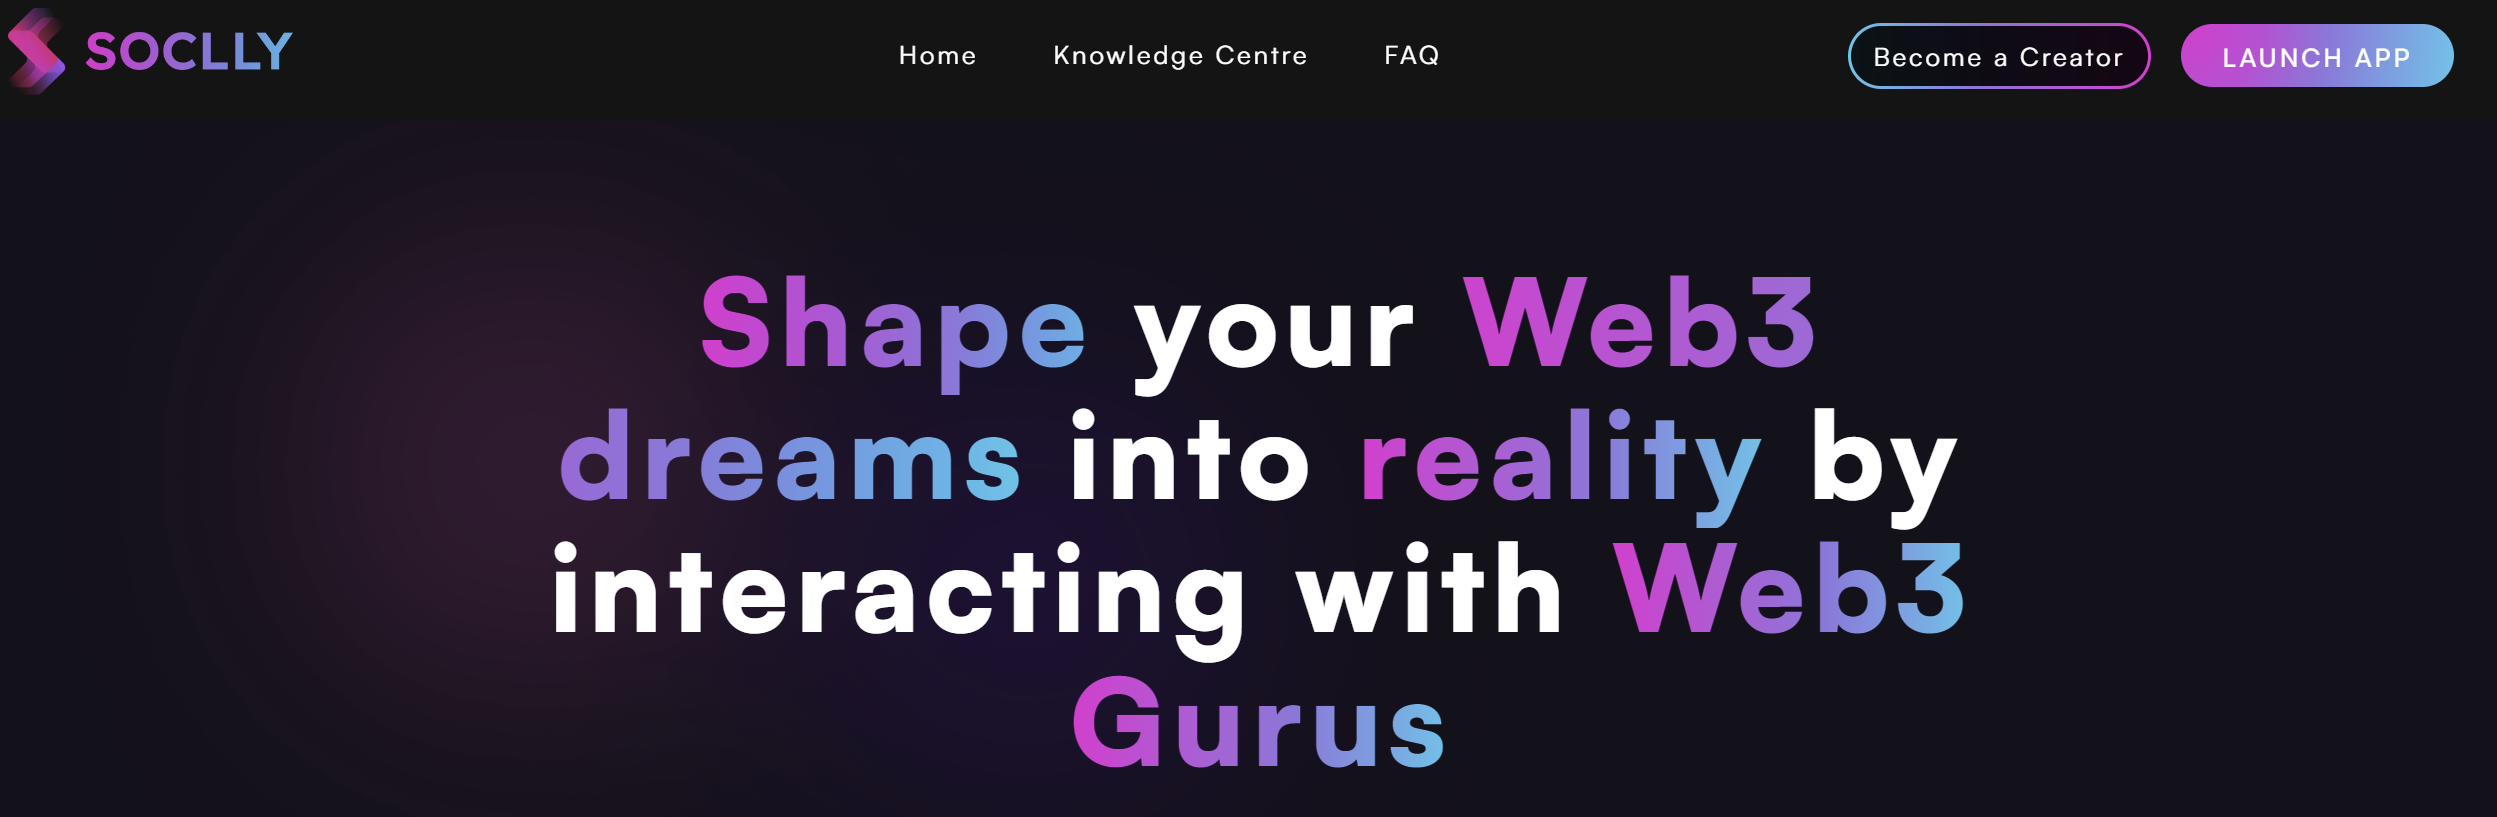 SOCLLY
Home
Knowledge Centre
FAQ
Become a Creator
LAUNCH APP
Shape your Web3
dreams into reality by
interacting with Web3
Gurus